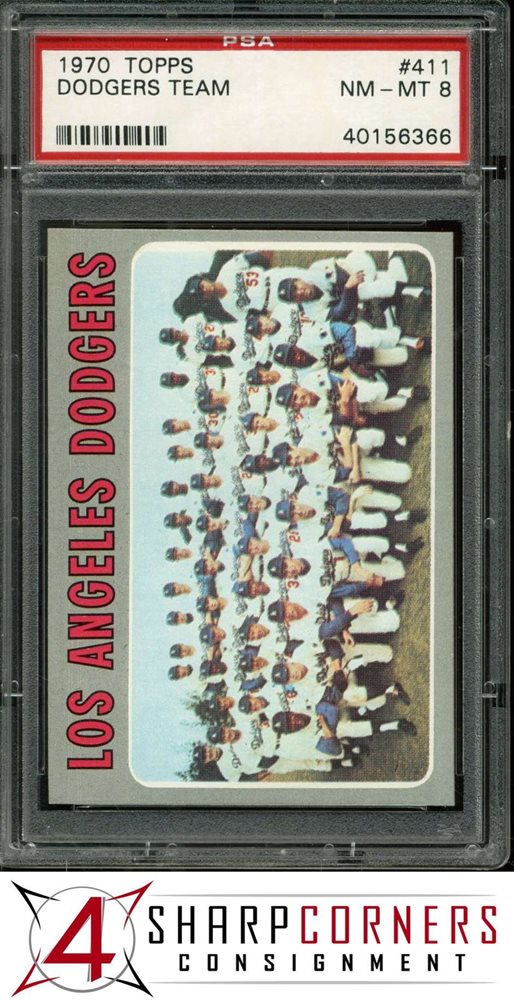 PSA
1970 TOPPS #411
DODGERS TEAM NM - MT 8
40156366
LOS ANGELES DODGERS
4 SHARPCORNERS
CONSIGNMENT